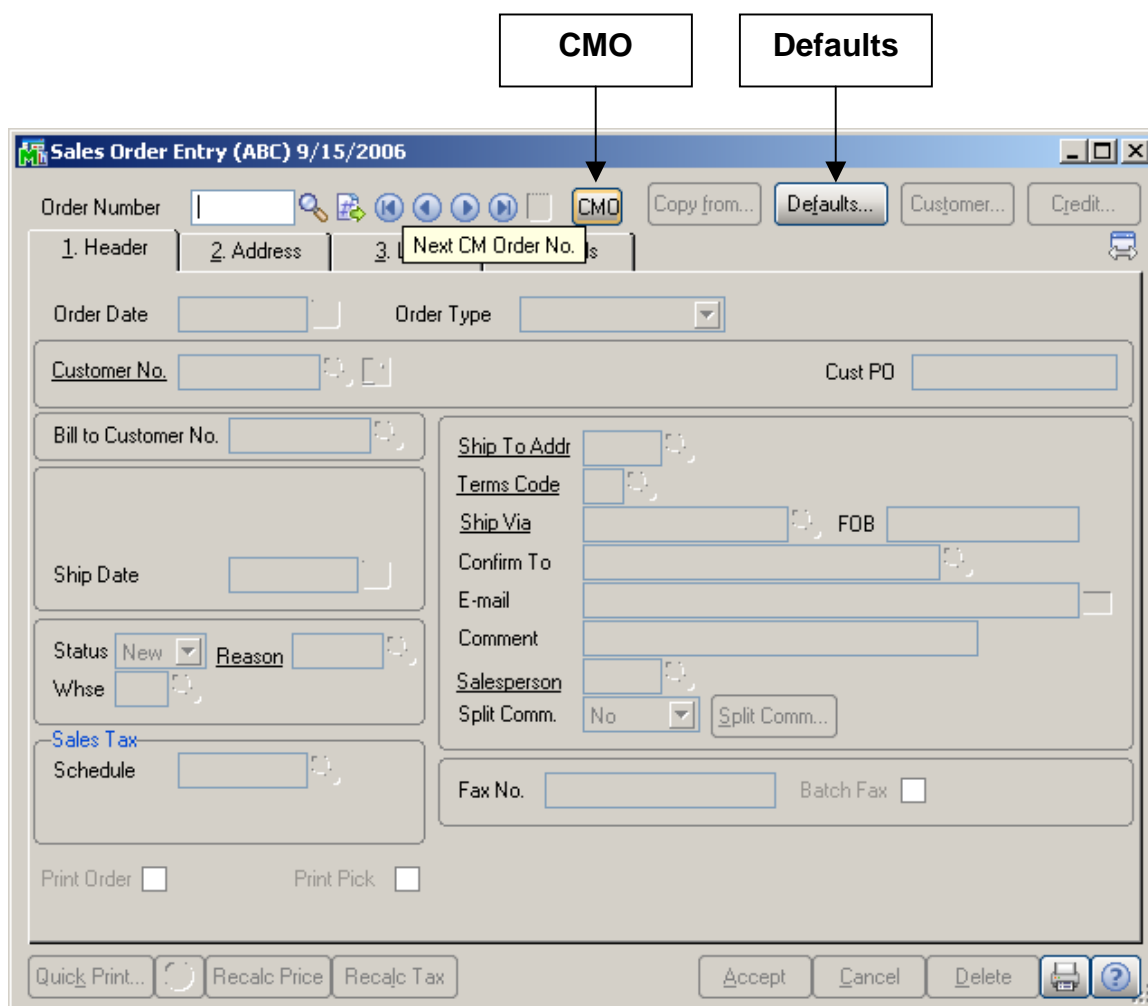 CMO Defaults
Sales Order Entry (ABC) 9/15/2006
Order Number CMO Copy from... Defaults... Customer... Credit...
Next CM Order No.
1. Header 2. Address 3. L ls
Order Date Order Type
Customer No. Cust PO
Bill to Customer No.
Ship To Addr
Terms Code
Ship Via FOB
Ship Date Confirm To
E-mail
Status New Reason Comment
Whse Salesperson
Split Comm. No Split Comm...
Sales Tax
Schedule
Fax No. Batch Fax
Print Order Print Pick
Quick Print... Recalc Price Recalc Tax Accept Cancel Delete